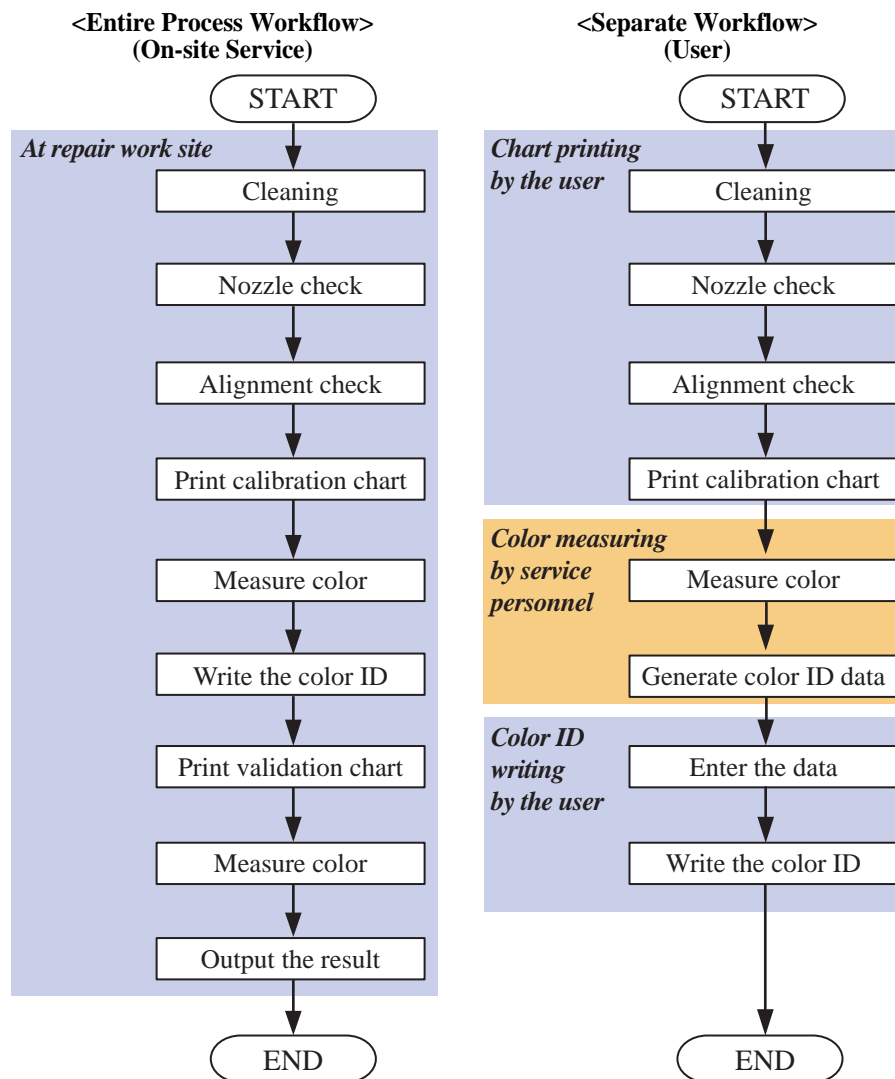 <Entire Process Workflow>
(On-site Service)
START
At repair work site
Cleaning
Nozzle check
Alignment check
Print calibration chart
Measure color
Write the color ID
Print validation chart
Measure color
Output the result
END
<Separate Workflow>
(User)
START
Chart printing
by the user
Cleaning
Nozzle check
Alignment check
Print calibration chart
Color measuring
by service
personnel
Measure color
Generate color ID data
Color ID
writing
by the user
Enter the data
Write the color ID
END